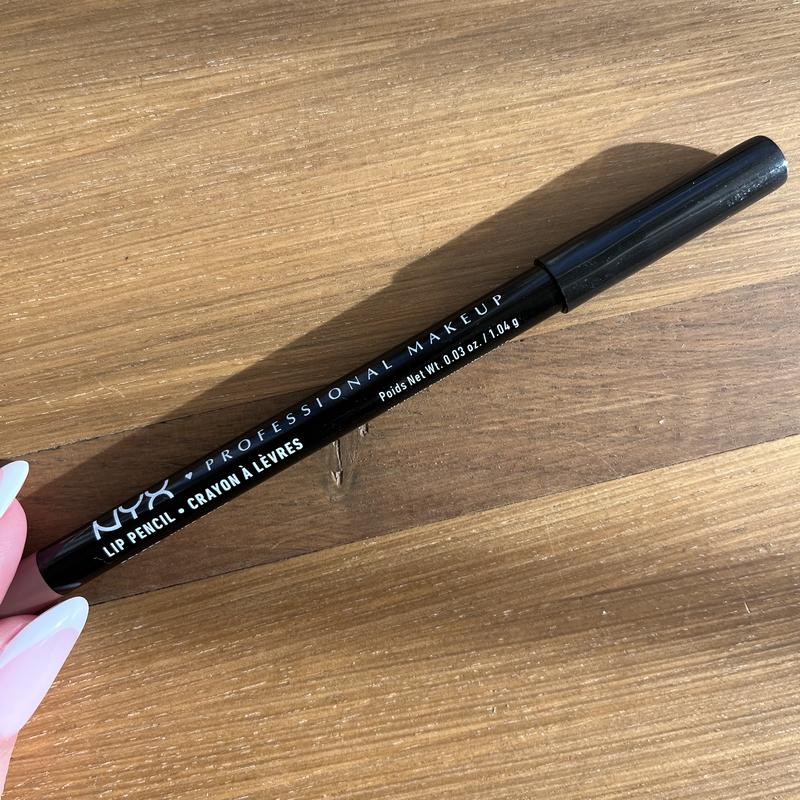 NYX PROFESSIONAL MAKEUP
LIP PENCIL • CRAYON À LÈVRES
Poids Net Wt. 0.03 oz. / 1.04 g